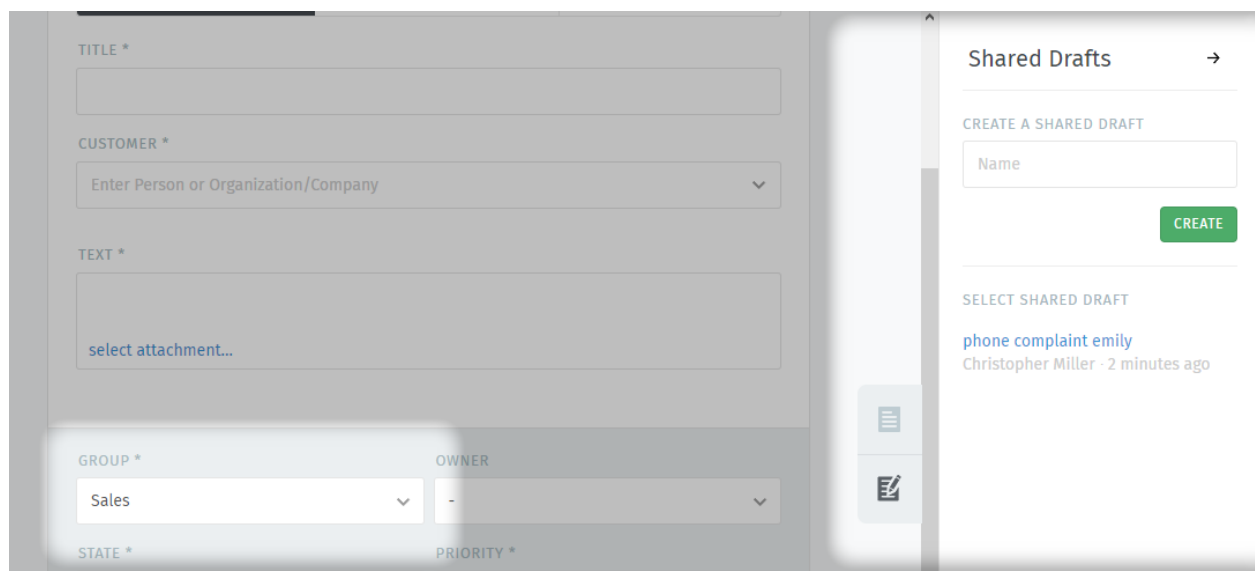 TITLE *
CUSTOMER *
Enter Person or Organization/Company
TEXT *
select attachment...
GROUP *
OWNER
Sales
-
STATE *
PRIORITY *
Shared Drafts →
CREATE A SHARED DRAFT
Name
CREATE
SELECT SHARED DRAFT
phone complaint emily
Christopher Miller · 2 minutes ago